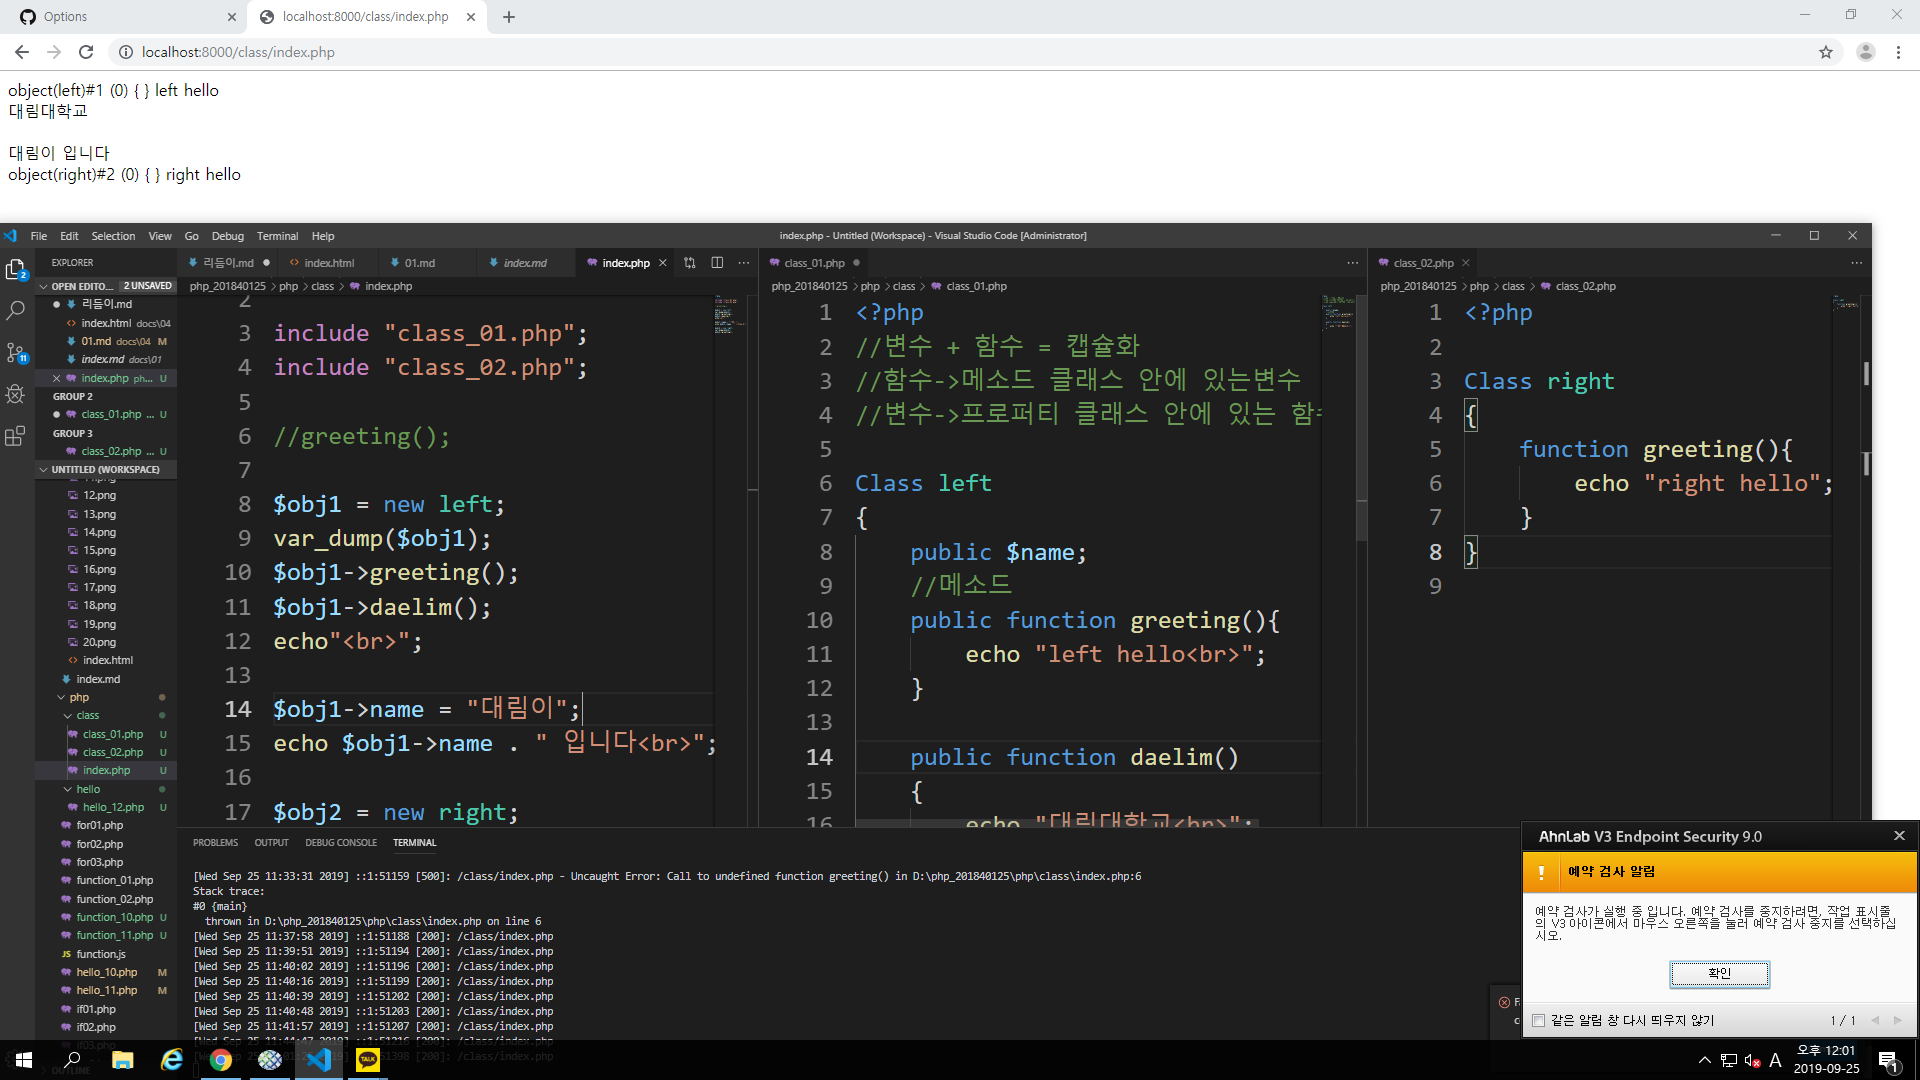 Options
localhost:8000/class/index.php
localhost:8000/class/index.php
object(left)#1 (0) { } left hello
대림대학교
대림이 입니다
object(right)#2 (0) { } right hello
File Edit Selection View Go Debug Terminal Help
index.php - Untitled (Workspace) - Visual Studio Code [Administrator]
EXPLORER
OPEN EDITO... 2 UNSAVED
리듬이.md
index.html docs\04
01.md docs\04 M
index.md docs\01
index.php ph... U
GROUP 2
class_01.php ... U
GROUP 3
class_02.php ... U
UNTITLED (WORKSPACE)
11.png
12.png
13.png
14.png
15.png
16.png
17.png
18.png
19.png
20.png
index.html
index.md
php
class
class_01.php U
class_02.php U
index.php U
hello
hello_12.php U
for01.php
for02.php
for03.php
function_01.php
function_02.php
function_10.php U
function_11.php U
function.js
hello_10.php M
hello_11.php M
if01.php
if02.php
if03.php
OUTLINE
2
11
리듬이.md
index.html
01.md
index.md
index.php
php_201840125 > php > class > index.php
2
3 include "class_01.php";
4 include "class_02.php";
5
6 //greeting();
7
8 $obj1 = new left;
9 var_dump($obj1);
10 $obj1->greeting();
11 $obj1->daelim();
12 echo"<br>";
13
14 $obj1->name = "대림이";
15 echo $obj1->name . " 입니다<br>";
16
17 $obj2 = new right;
class_01.php
php_201840125 > php > class > class_01.php
1 <?php
2 //변수 + 함수 = 캡슐화
3 //함수->메소드 클래스 안에 있는변수
4 //변수->프로퍼티 클래스 안에 있는 함수
5
6 Class left
7 {
8 public $name;
9 //메소드
10 public function greeting(){
11 echo "left hello<br>";
12 }
13
14 public function daelim()
15 {
16 echo "대림대학교<br>";
class_02.php
php_201840125 > php > class > class_02.php
1 <?php
2
3 Class right
4 {
5 function greeting(){
6 echo "right hello";
7 }
8 }
9
PROBLEMS OUTPUT DEBUG CONSOLE TERMINAL
[Wed Sep 25 11:33:31 2019] ::1:51159 [500]: /class/index.php - Uncaught Error: Call to undefined function greeting() in D:\php_201840125\php\class\index.php:6
Stack trace:
#0 {main}
thrown in D:\php_201840125\php\class\index.php on line 6
[Wed Sep 25 11:37:58 2019] ::1:51188 [200]: /class/index.php
[Wed Sep 25 11:39:51 2019] ::1:51194 [200]: /class/index.php
[Wed Sep 25 11:40:02 2019] ::1:51196 [200]: /class/index.php
[Wed Sep 25 11:40:16 2019] ::1:51199 [200]: /class/index.php
[Wed Sep 25 11:40:39 2019] ::1:51202 [200]: /class/index.php
[Wed Sep 25 11:40:48 2019] ::1:51203 [200]: /class/index.php
[Wed Sep 25 11:41:57 2019] ::1:51207 [200]: /class/index.php
[Wed Sep 25 11:44:47 2019] ::1:51216 [200]: /class/index.php
AhnLab V3 Endpoint Security 9.0
예약 검사 알림
예약 검사가 실행 중 입니다. 예약 검사를 중지하려면, 작업 표시줄
의 V3 아이콘에서 마우스 오른쪽을 눌러 예약 검사 중지를 선택하십
시오.
확인
같은 알림 창 다시 띄우지 않기
1 / 1
TALK
A
오후 12:01
2019-09-25
1